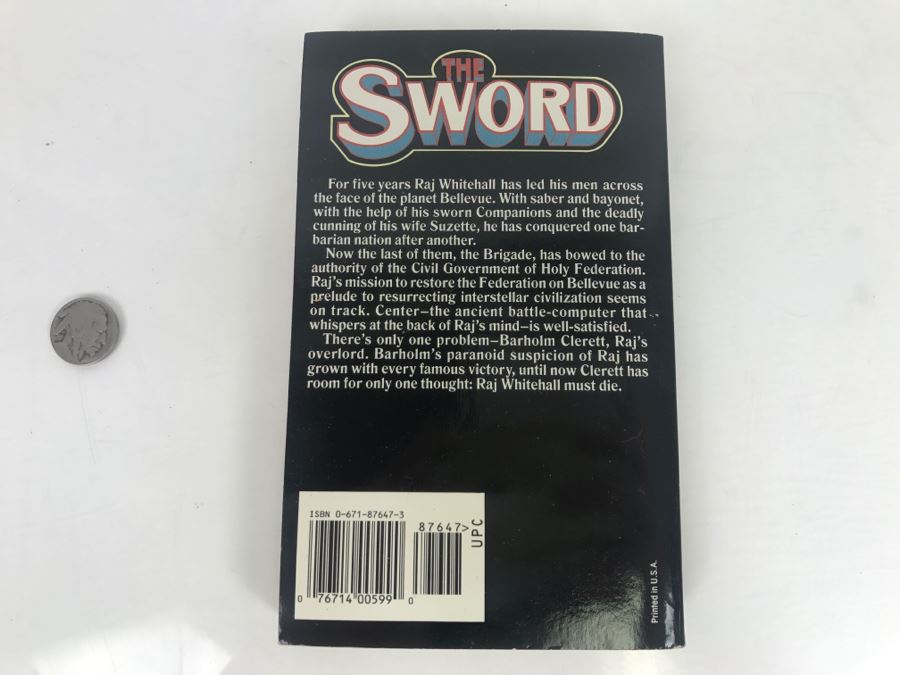 THE
SWORD
For five years Raj Whitehall has led his men across
the face of the planet Bellevue. With saber and bayonet,
with the help of his sworn Companions and the deadly
cunning of his wife Suzette, he has conquered one bar-
barian nation after another.
Now the last of them, the Brigade, has bowed to the
authority of the Civil Government of Holy Federation.
Raj's mission to restore the Federation on Bellevue as a
prelude to resurrecting interstellar civilization seems
on track. Center—the ancient battle-computer that
whispers at the back of Raj's mind—is well-satisfied.
There's only one problem—Barholm Clerett, Raj's
overlord. Barholm's paranoid suspicion of Raj has
grown with every famous victory, until now Clerett has
room for only one thought: Raj Whitehall must die.
ISBN 0-671-87647-3
87647>
UPC
0 76714 00599 0
Printed in U.S.A.